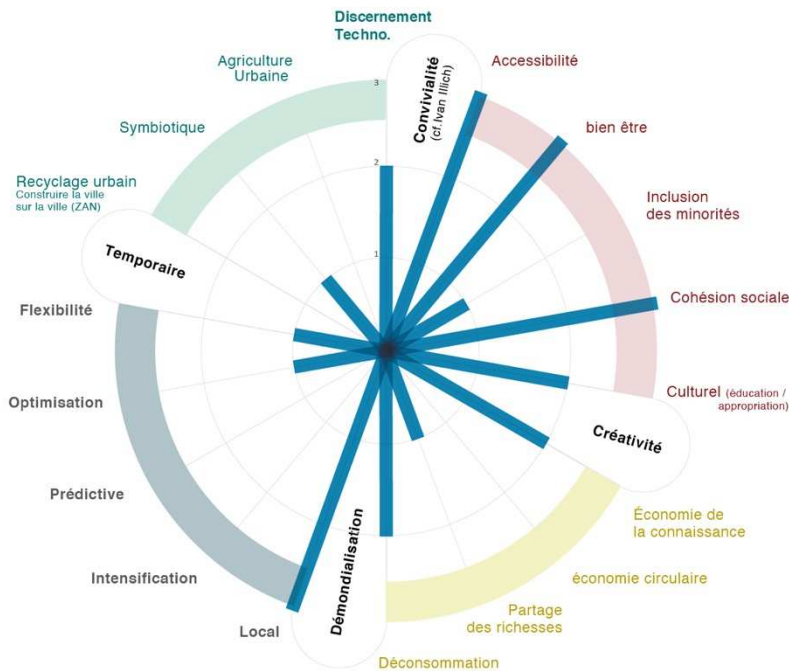 Discernement
Techno.
Convivialité
(cf.Ivan Illich)
Accessibilité
bien être
Inclusion
des minorités
Cohésion sociale
Culturel (éducation /
appropriation)
Créativité
Économie de
la connaissance
économie circulaire
Partage
des richesses
Déconsommation
Démondialisation
Local
Intensification
Prédictive
Optimisation
Flexibilité
Temporaire
Recyclage urbain
Construire la ville
sur la ville (ZAN)
Symbiotique
Agriculture
Urbaine
3
2
1